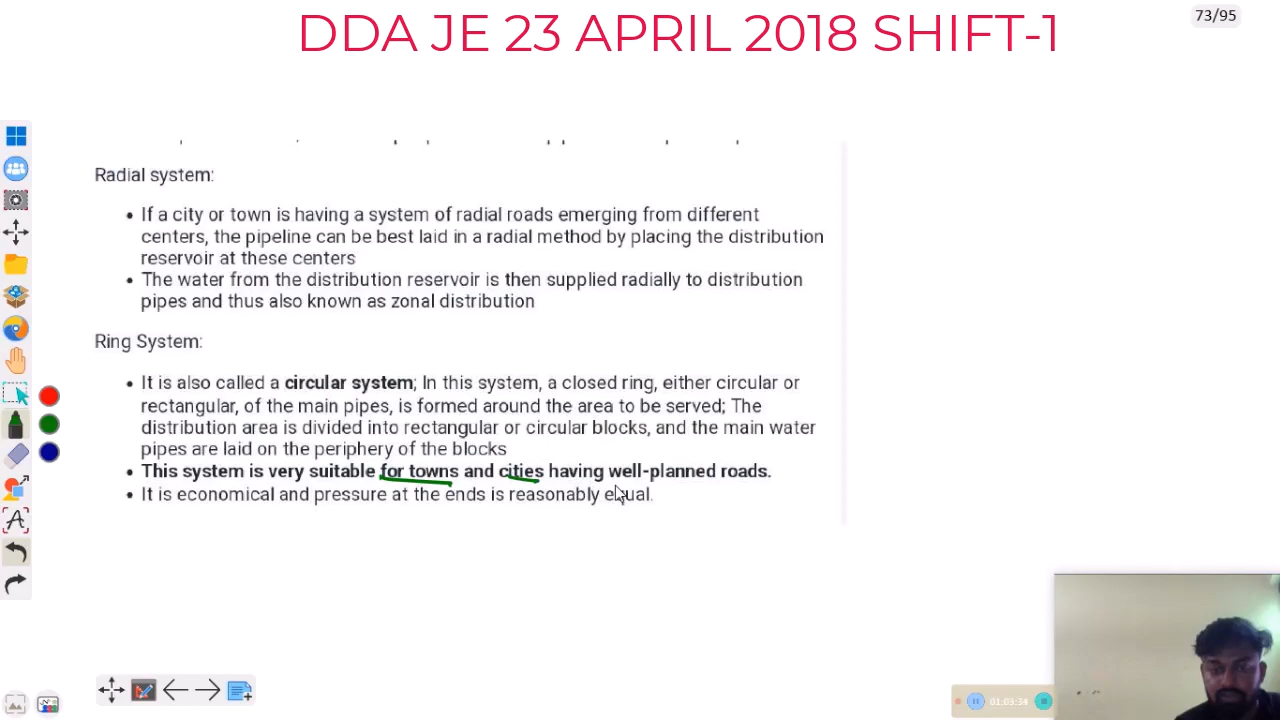 DDA JE 23 APRIL 2018 SHIFT-1
73/95
Radial system:
• If a city or town is having a system of radial roads emerging from different
centers, the pipeline can be best laid in a radial method by placing the distribution
reservoir at these centers
• The water from the distribution reservoir is then supplied radially to distribution
pipes and thus also known as zonal distribution
Ring System:
• It is also called a circular system; In this system, a closed ring, either circular or
rectangular, of the main pipes, is formed around the area to be served; The
distribution area is divided into rectangular or circular blocks, and the main water
pipes are laid on the periphery of the blocks
• This system is very suitable for towns and cities having well-planned roads.
• It is economical and pressure at the ends is reasonably equal.
01:03:34